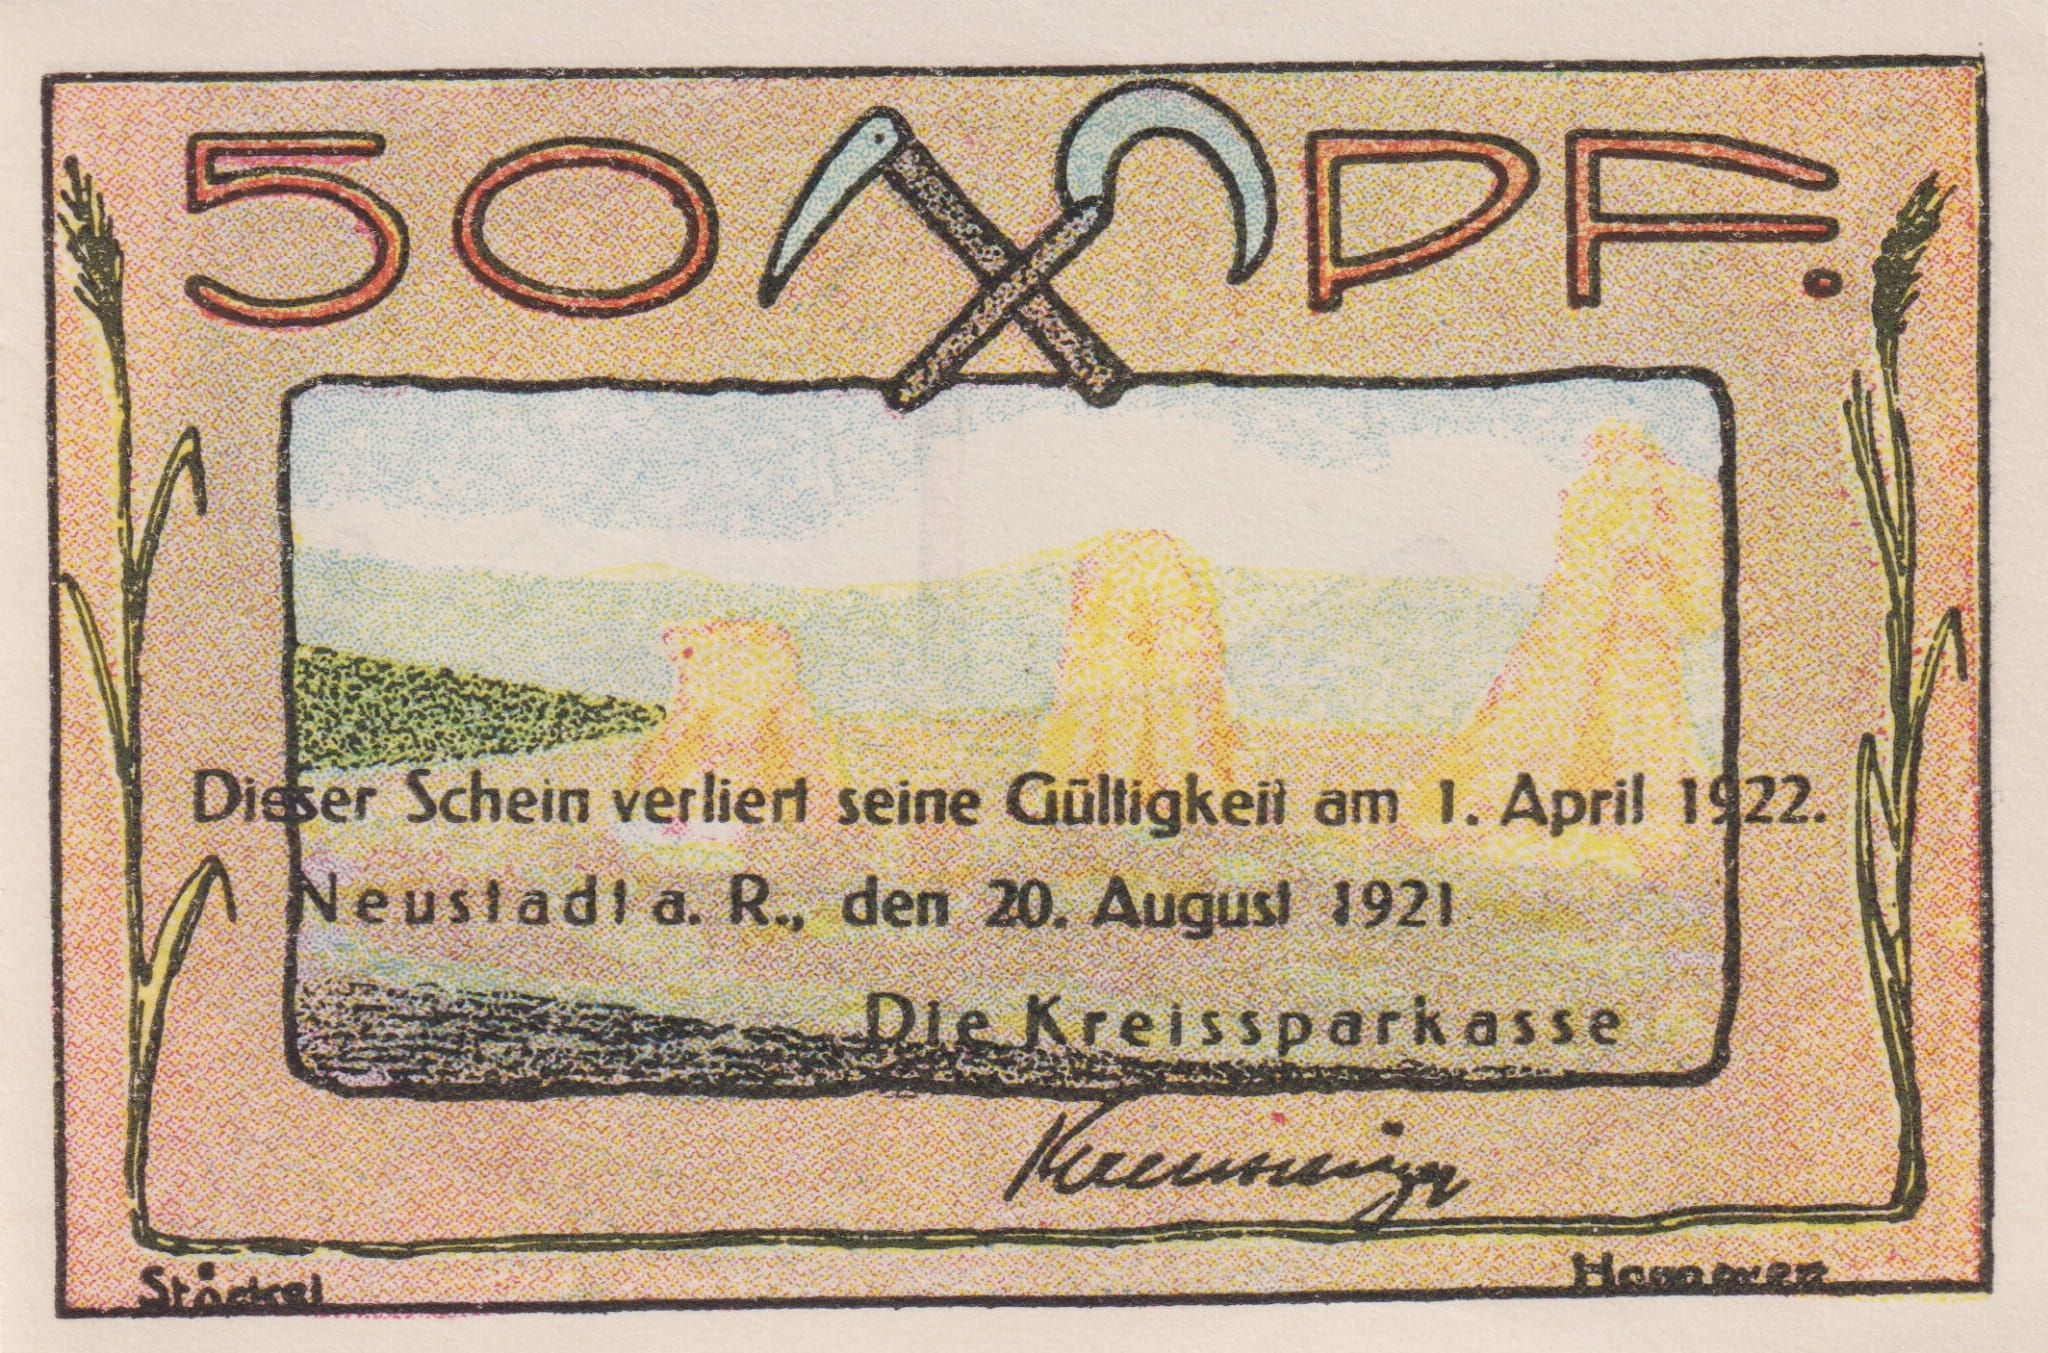 50 PF.
Dieser Schein verliert seine Gültigkeit am 1. April 1922.
Neustadt a. R., den 20. August 1921
Die Kreissparkasse
Stöckel Hannover